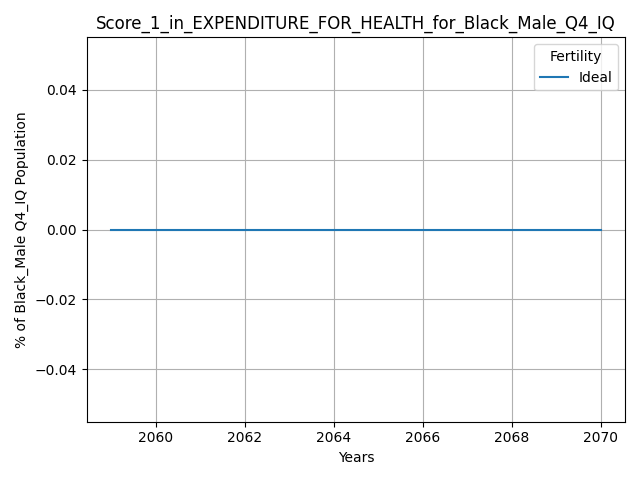 Score_1_in_EXPENDITURE_FOR_HEALTH_for_Black_Male_Q4_IQ
Fertility
Ideal
% of Black_Male Q4_IQ Population
0.04
0.02
0.00
−0.02
−0.04
2060 2062 2064 2066 2068 2070
Years